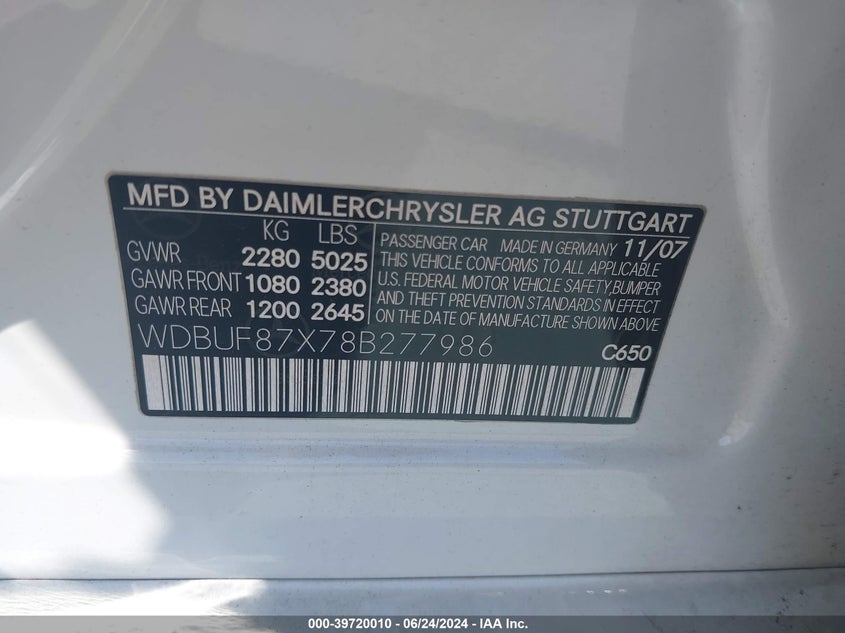 MFD BY DAIMLERCHRYSLER AG STUTTGART
KG LBS
GVWR 2280 5025
GAWR FRONT 1080 2380
GAWR REAR 1200 2645
PASSENGER CAR MADE IN GERMANY 11/07
THIS VEHICLE CONFORMS TO ALL APPLICABLE
U.S. FEDERAL MOTOR VEHICLE SAFETY,BUMPER
AND THEFT PREVENTION STANDARDS IN EFFECT
ON THE DATE OF MANUFACTURE SHOWN ABOVE
WDBUF87X78B277986
C650
000-39720010 - 06/24/2024 - IAA Inc.